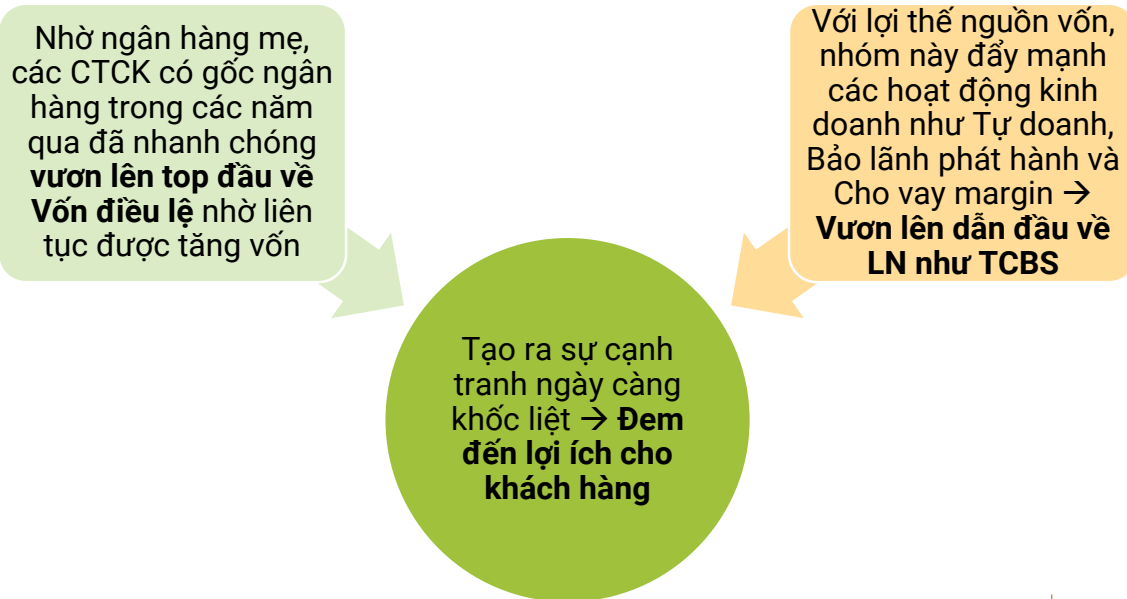 Nhờ ngân hàng mẹ,
các CTCK có gốc ngân
hàng trong các năm
qua đã nhanh chóng
vươn lên top đầu về
Vốn điều lệ nhờ liên
tục được tăng vốn
Với lợi thế nguồn vốn,
nhóm này đẩy mạnh
các hoạt động kinh
doanh như Tự doanh,
Bảo lãnh phát hành và
Cho vay margin →
Vươn lên dẫn đầu về
LN như TCBS
Tạo ra sự cạnh
tranh ngày càng
khốc liệt → Đem
đến lợi ích cho
khách hàng